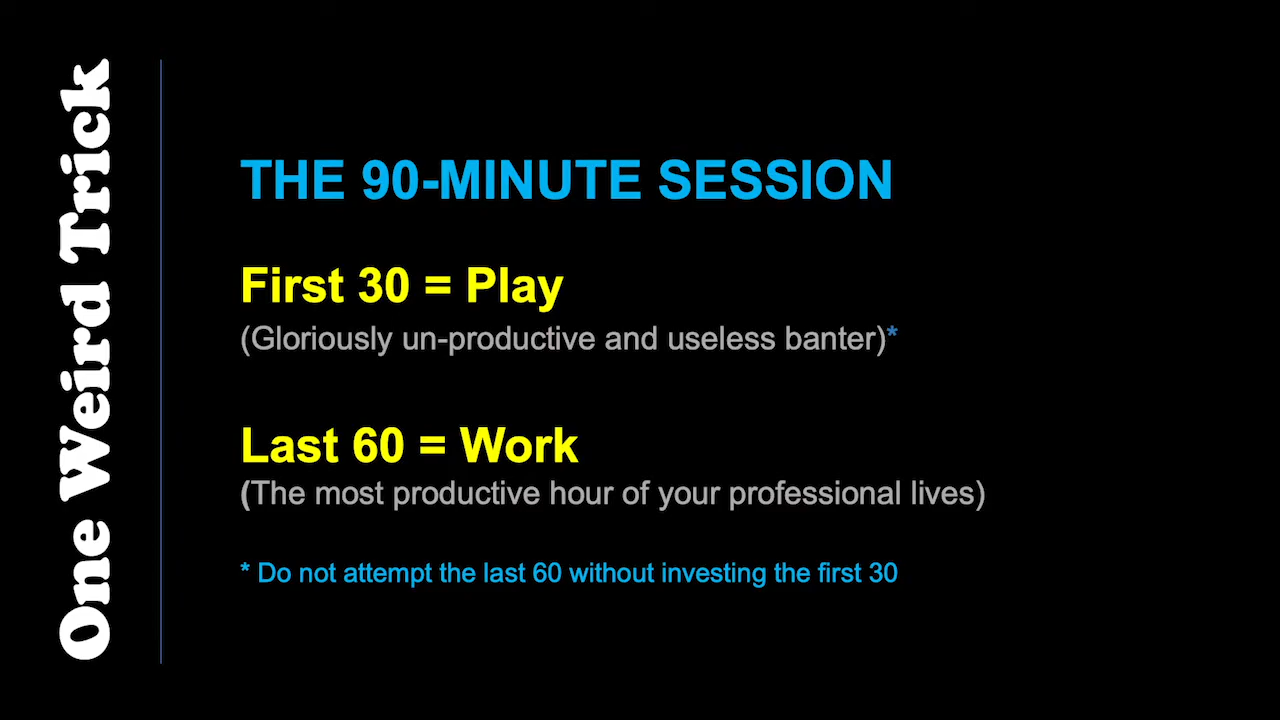 One Weird Trick
THE 90-MINUTE SESSION
First 30 = Play
(Gloriously un-productive and useless banter)*
Last 60 = Work
(The most productive hour of your professional lives)
* Do not attempt the last 60 without investing the first 30